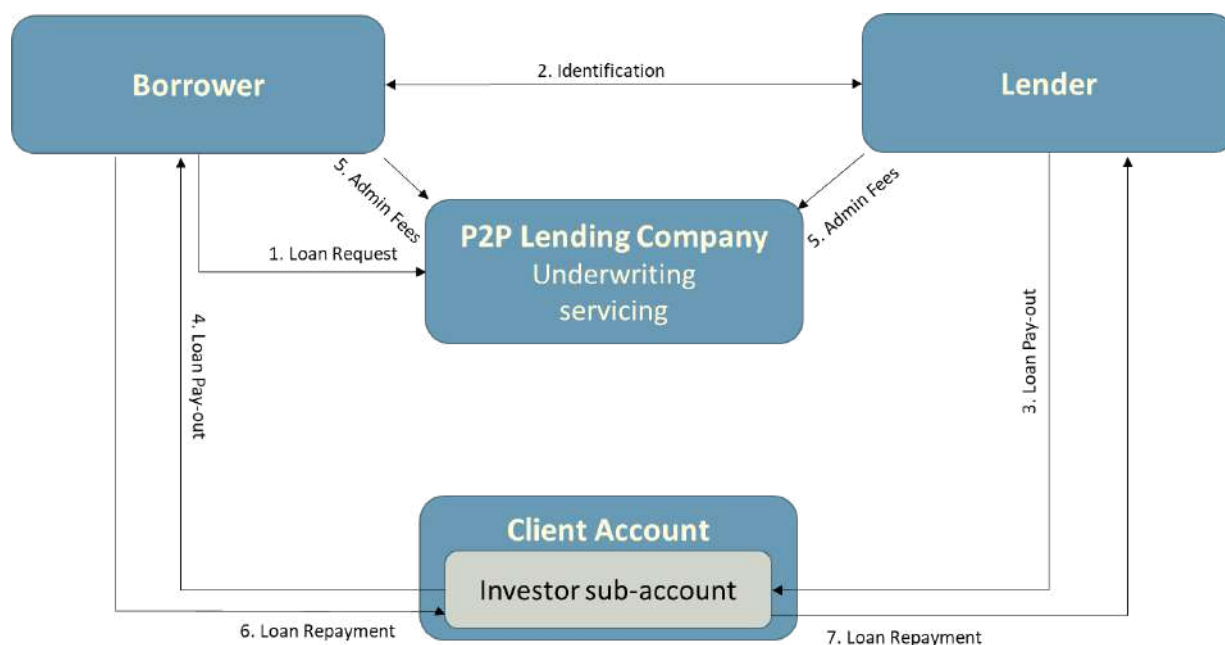 2. Identification
Borrower
Lender
5. Admin Fees
5. Admin Fees
P2P Lending Company
Underwriting
servicing
1. Loan Request
4. Loan Pay-out
3. Loan Pay-out
Client Account
Investor sub-account
6. Loan Repayment
7. Loan Repayment